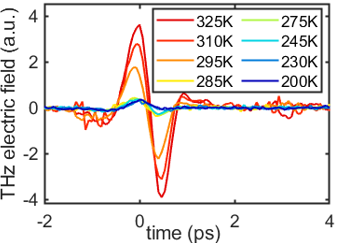 4
2
0
-2
-4
THz electric field (a.u.)
325K 275K
310K 245K
295K 230K
285K 200K
-2 0 2 4
time (ps)